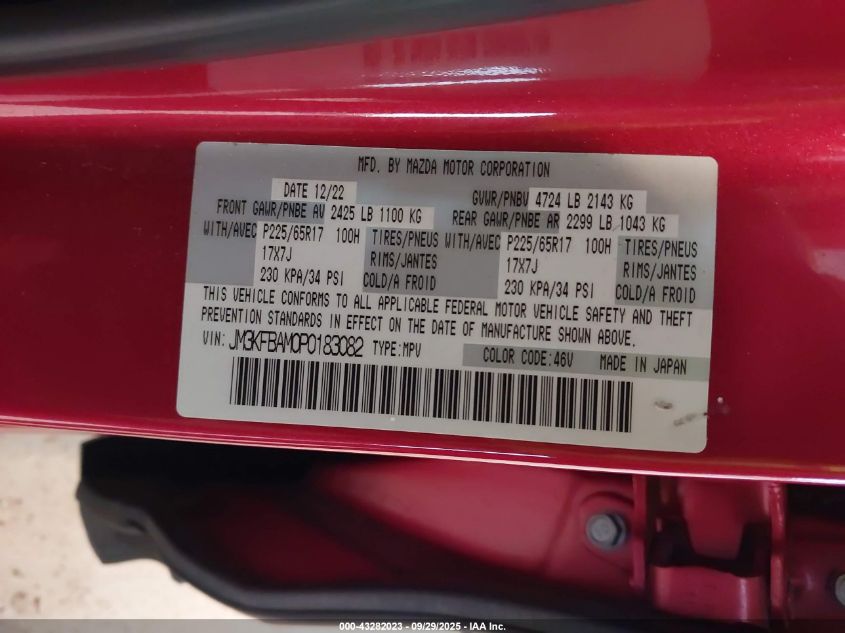 MFD. BY MAZDA MOTOR CORPORATION
DATE 12/22 GVWR/PNBV 4724 LB 2143 KG
FRONT GAWR/PNBE AV 2425 LB 1100 KG REAR GAWR/PNBE AR 2299 LB 1043 KG
WITH/AVEC P225/65R17 100H TIRES/PNEUS WITH/AVEC P225/65R17 100H TIRES/PNEUS
17X7J RIMS/JANTES 17X7J RIMS/JANTES
230 KPA/34 PSI COLD/A FROID 230 KPA/34 PSI COLD/A FROID
THIS VEHICLE CONFORMS TO ALL APPLICABLE FEDERAL MOTOR VEHICLE SAFETY AND THEFT
PREVENTION STANDARDS IN EFFECT ON THE DATE OF MANUFACTURE SHOWN ABOVE.
VIN: JM3KFBAM0P0183082 TYPE:MPV COLOR CODE:46V MADE IN JAPAN
000-43282023 - 09/29/2025 - IAA Inc.